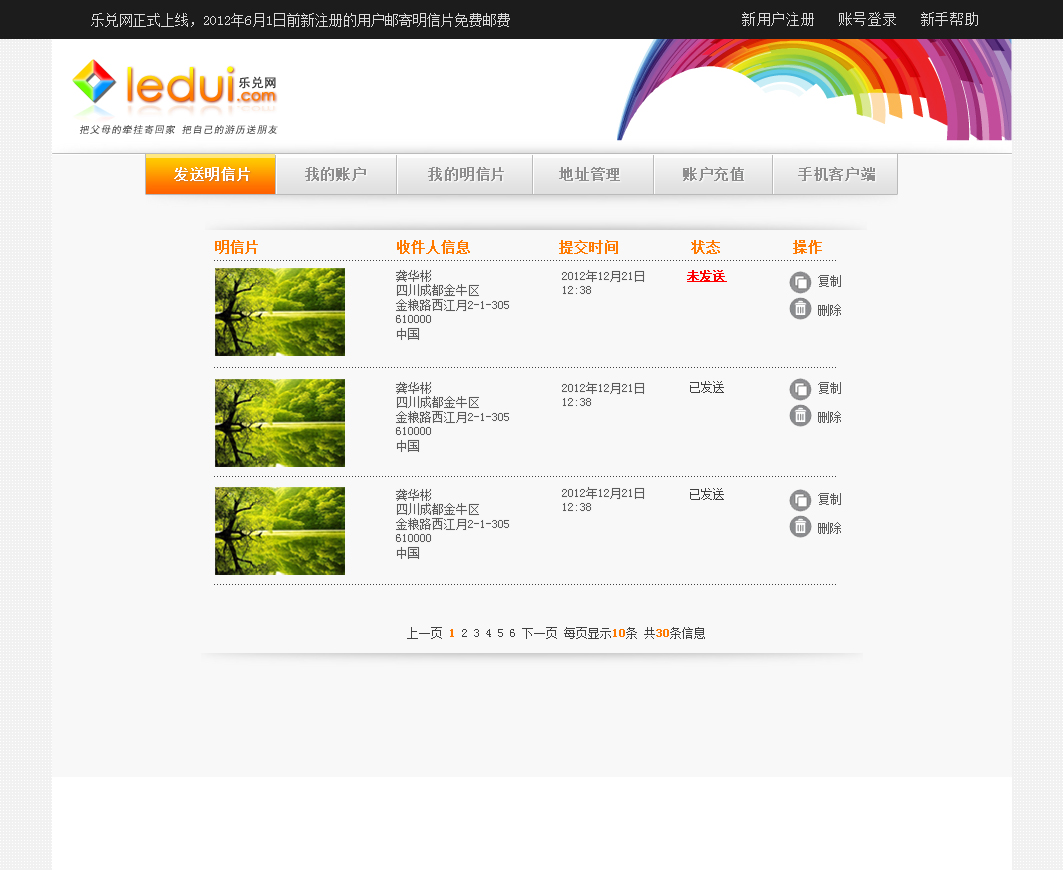 乐兑网正式上线，2012年6月1日前新注册的用户邮寄明信片免费邮费
新用户注册 账号登录 新手帮助
ledui.com 乐兑网
把父母的牵挂寄回家 把自己的游历送朋友
发送明信片 我的账户 我的明信片 地址管理 账户充值 手机客户端
明信片 收件人信息 提交时间 状态 操作
龚华彬 2012年12月21日 未发送 复制
四川成都金牛区 12:38
金粮路西江月2-1-305 删除
610000
中国
龚华彬 2012年12月21日 已发送 复制
四川成都金牛区 12:38
金粮路西江月2-1-305 删除
610000
中国
龚华彬 2012年12月21日 已发送 复制
四川成都金牛区 12:38
金粮路西江月2-1-305 删除
610000
中国
上一页 1 2 3 4 5 6 下一页 每页显示10条 共30条信息